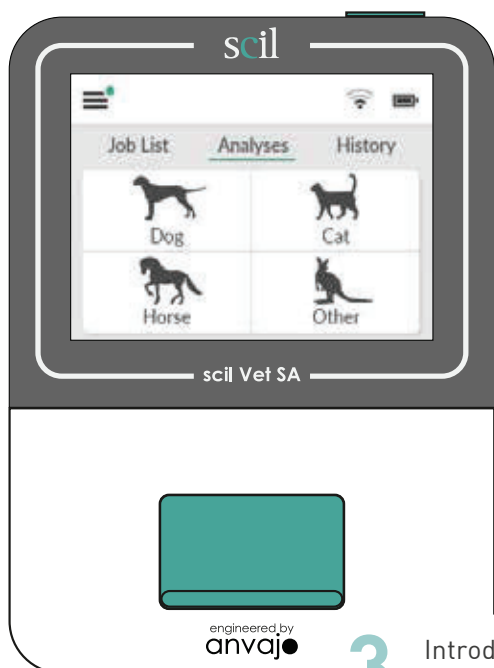 scil
Job List Analyses History
Dog Cat
Horse Other
scil Vet SA
engineered by
anvajo
3 Introd